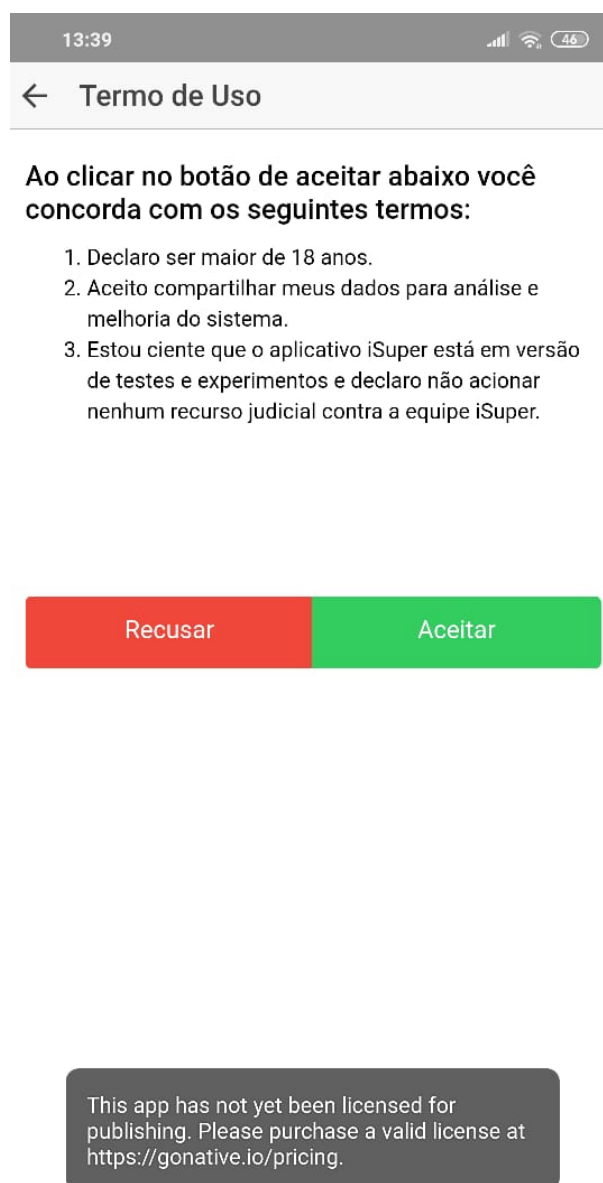 13:39
46
Termo de Uso
Ao clicar no botão de aceitar abaixo você
concorda com os seguintes termos:
1. Declaro ser maior de 18 anos.
2. Aceito compartilhar meus dados para análise e
melhoria do sistema.
3. Estou ciente que o aplicativo iSuper está em versão
de testes e experimentos e declaro não acionar
nenhum recurso judicial contra a equipe iSuper.
Recusar
Aceitar
This app has not yet been licensed for
publishing. Please purchase a valid license at
https://gonative.io/pricing.